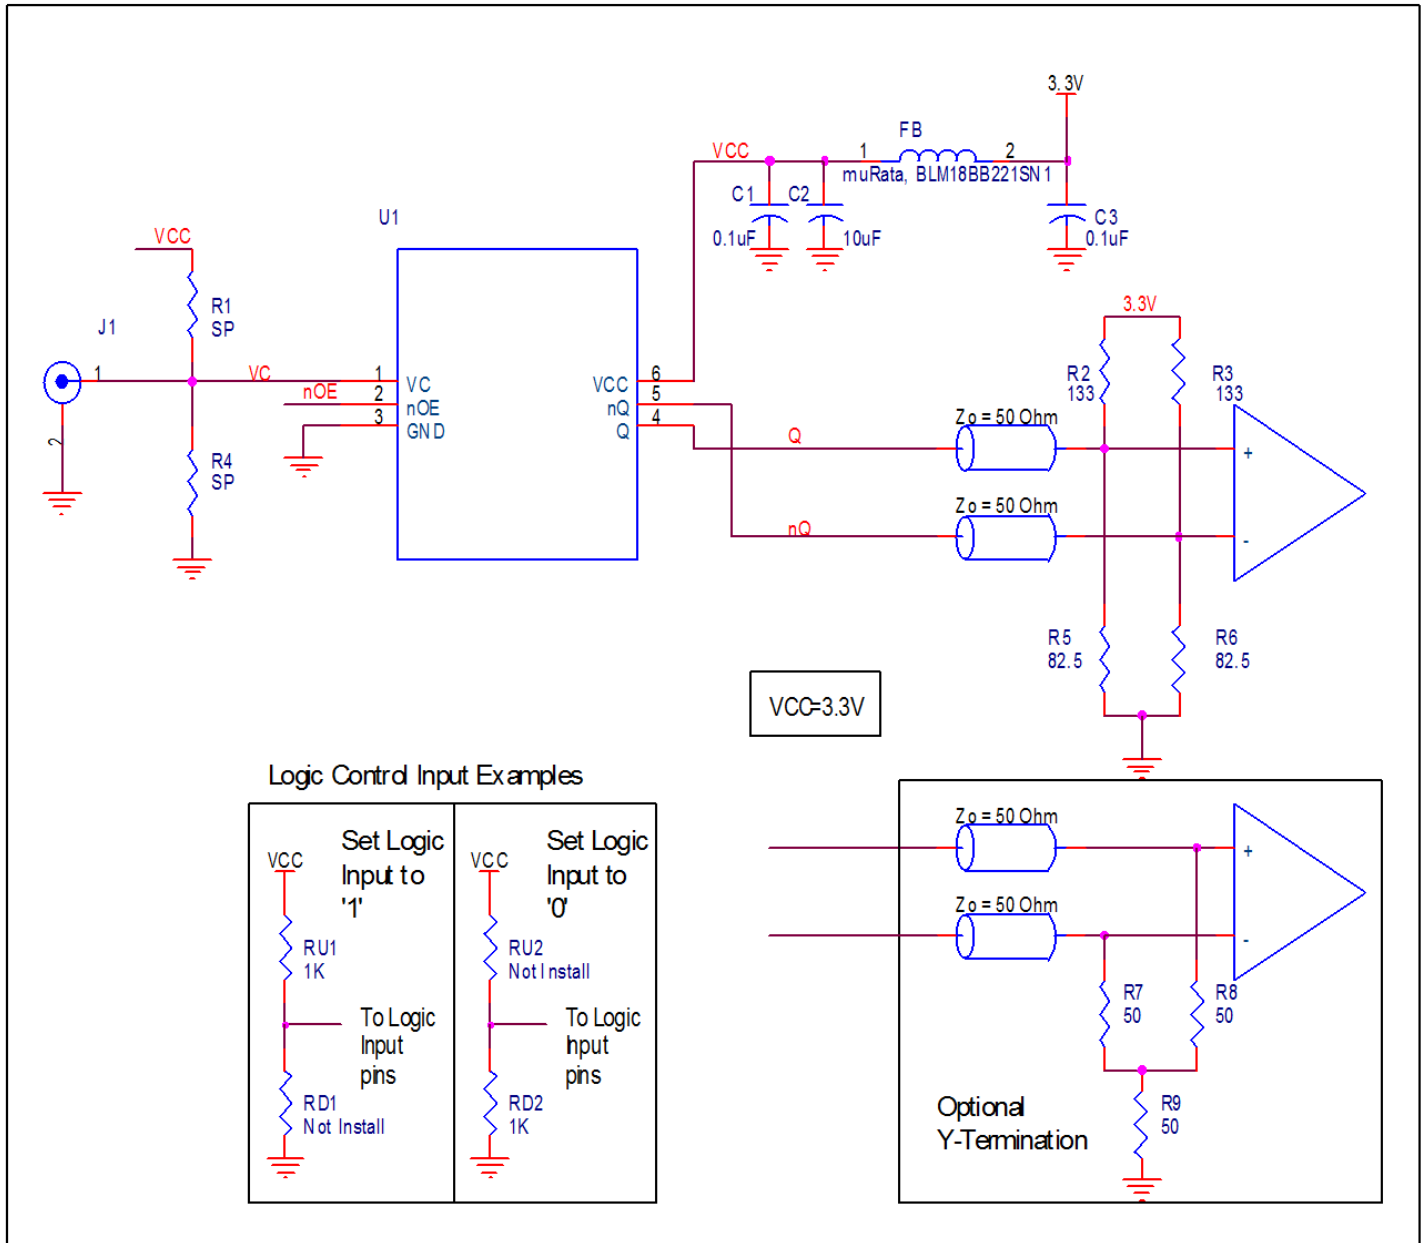 3.3V
FB
VCC
1
2
muRata, BLM18BB221SN1
C1
C2
C3
0.1uF
10uF
0.1uF
U1
VCC
R1
SP
J1
1
VC
nOE
1
2
3
VC
nOE
GND
VCC
nQ
Q
6
5
4
2
R4
SP
3.3V
R2
133
R3
133
Zo = 50 Ohm
Q
+
Zo = 50 Ohm
nQ
-
R5
82.5
R6
82.5
VCC=3.3V
Logic Control Input Examples
Set Logic
Input to
'1'
VCC
RU1
1K
To Logic
Input
pins
RD1
Not Install
Set Logic
Input to
'0'
VCC
RU2
Not Install
To Logic
Input
pins
RD2
1K
Zo = 50 Ohm
+
Zo = 50 Ohm
-
R7
50
R8
50
R9
50
Optional
Y-Termination